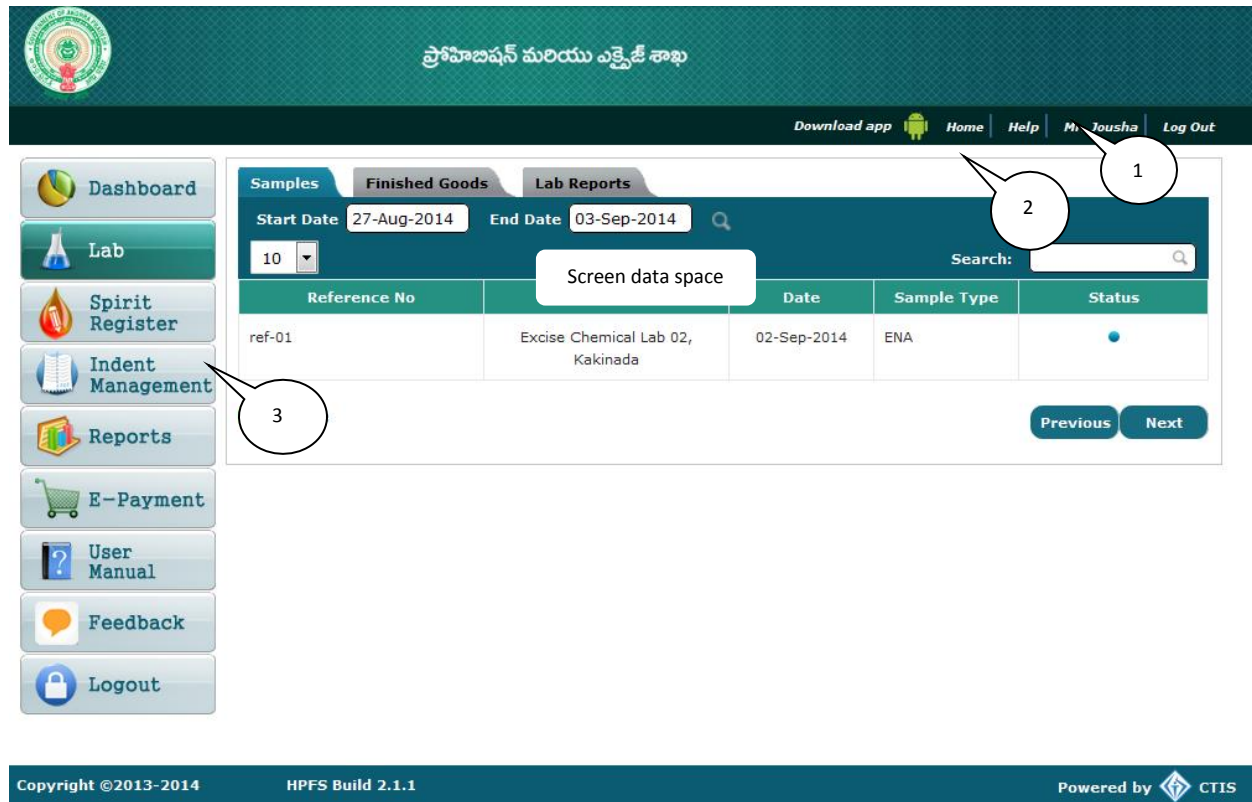 ప్రోహిబిషన్ మరియు ఎక్సైజ్ శాఖ
Download app Home Help Jousha Log Out
1
2
Dashboard
Lab
Spirit
Register
Indent
Management
Reports
E-Payment
User
Manual
Feedback
Logout
Samples Finished Goods Lab Reports
Start Date 27-Aug-2014 End Date 03-Sep-2014
10 Search:
Screen data space
Reference No Date Sample Type Status
ref-01 Excise Chemical Lab 02, 02-Sep-2014 ENA
Kakinada
3
Previous Next
Copyright ©2013-2014 HPFS Build 2.1.1 Powered by CTIS